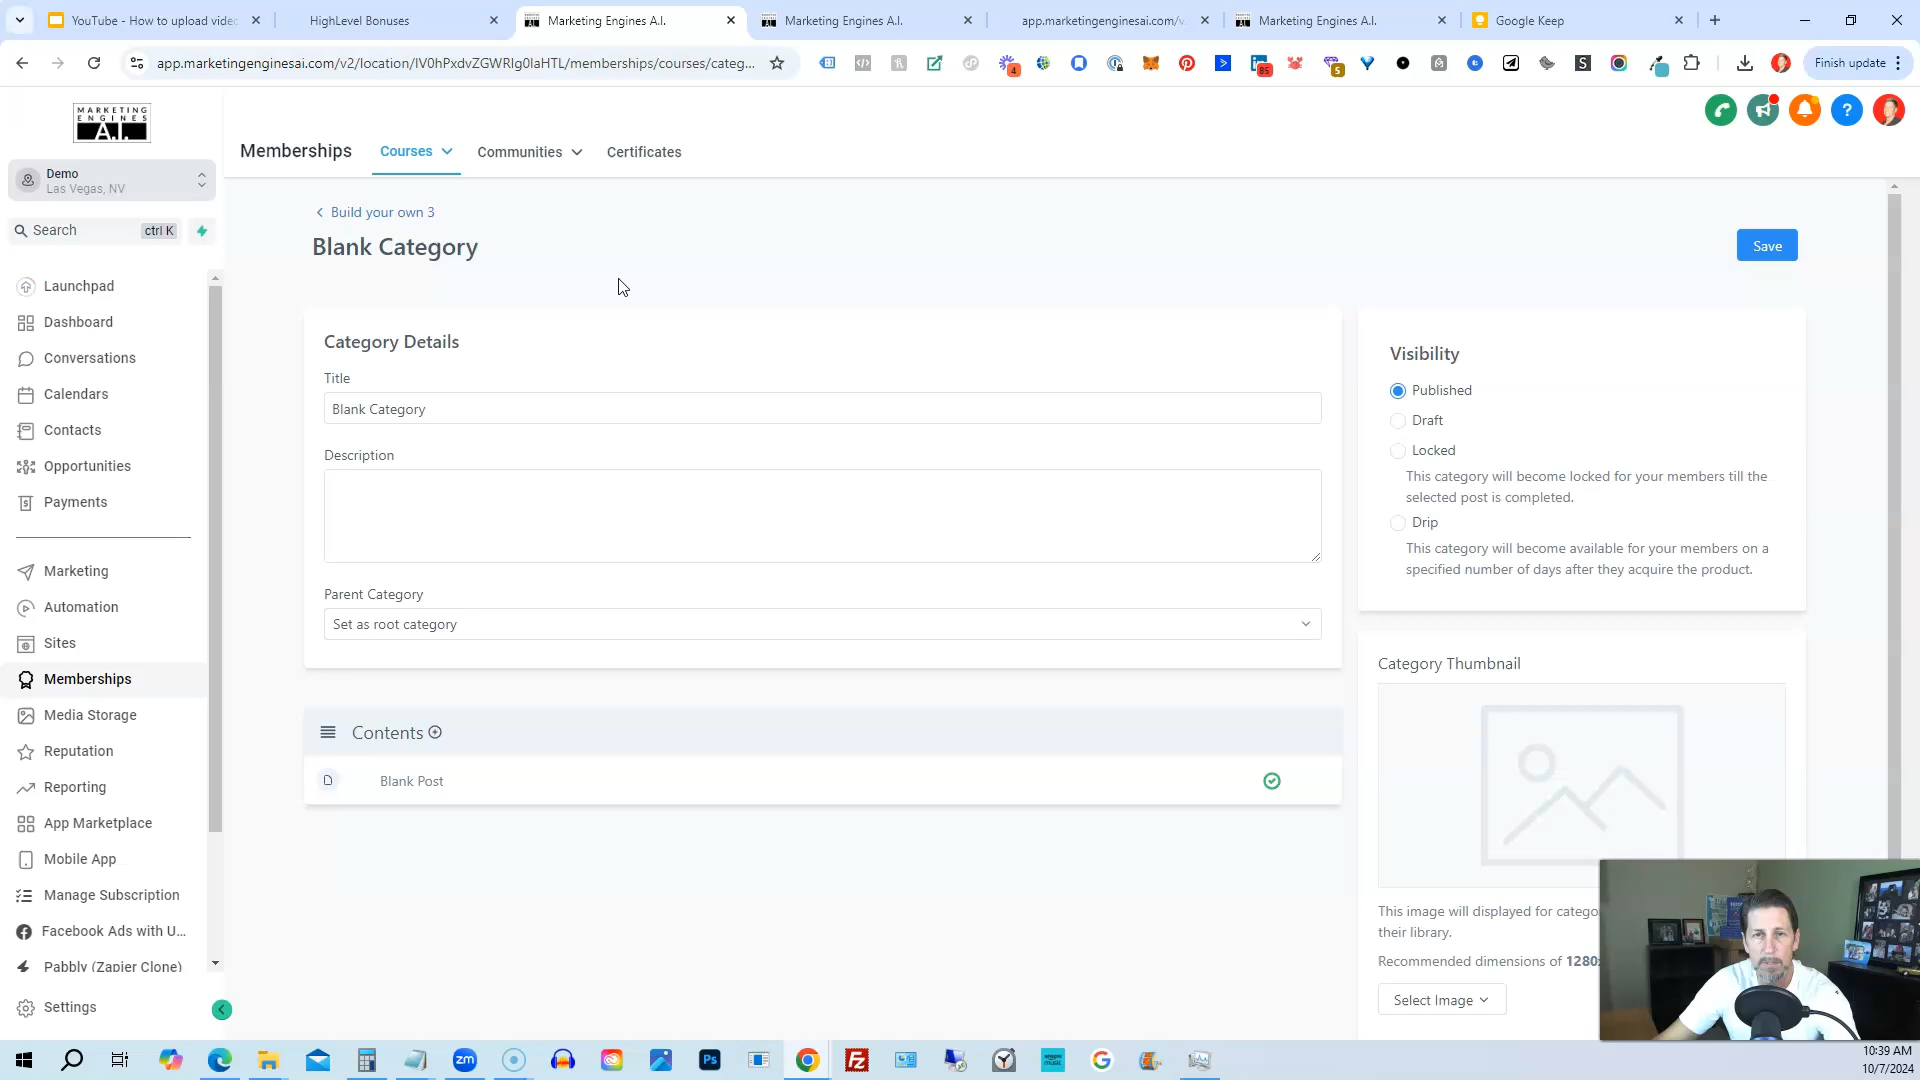 YouTube - How to upload vide
HighLevel Bonuses
Marketing Engines A.I.
Marketing Engines A.I.
app.marketingenginesai.com/v
Marketing Engines A.I.
Google Keep
app.marketingenginesai.com/v2/location/IV0hPxdvZGWRIg0IaHTL/memberships/courses/categ...
Finish update
MARKETING
ENGINES
A.I.
Demo
Las Vegas, NV
Search
ctrl K
Launchpad
Dashboard
Conversations
Calendars
Contacts
Opportunities
Payments
Marketing
Automation
Sites
Memberships
Media Storage
Reputation
Reporting
App Marketplace
Mobile App
Manage Subscription
Facebook Ads with U...
Pabbly (Zapier Clone)
Settings
Memberships
Courses
Communities
Certificates
Build your own 3
Blank Category
Save
Category Details
Title
Blank Category
Description
Parent Category
Set as root category
Contents
Blank Post
Visibility
Published
Draft
Locked
This category will become locked for your members till the
selected post is completed.
Drip
This category will become available for your members on a
specified number of days after they acquire the product.
Category Thumbnail
This image will displayed for catego
their library.
Recommended dimensions of 1280
Select Image
10:39 AM
10/7/2024